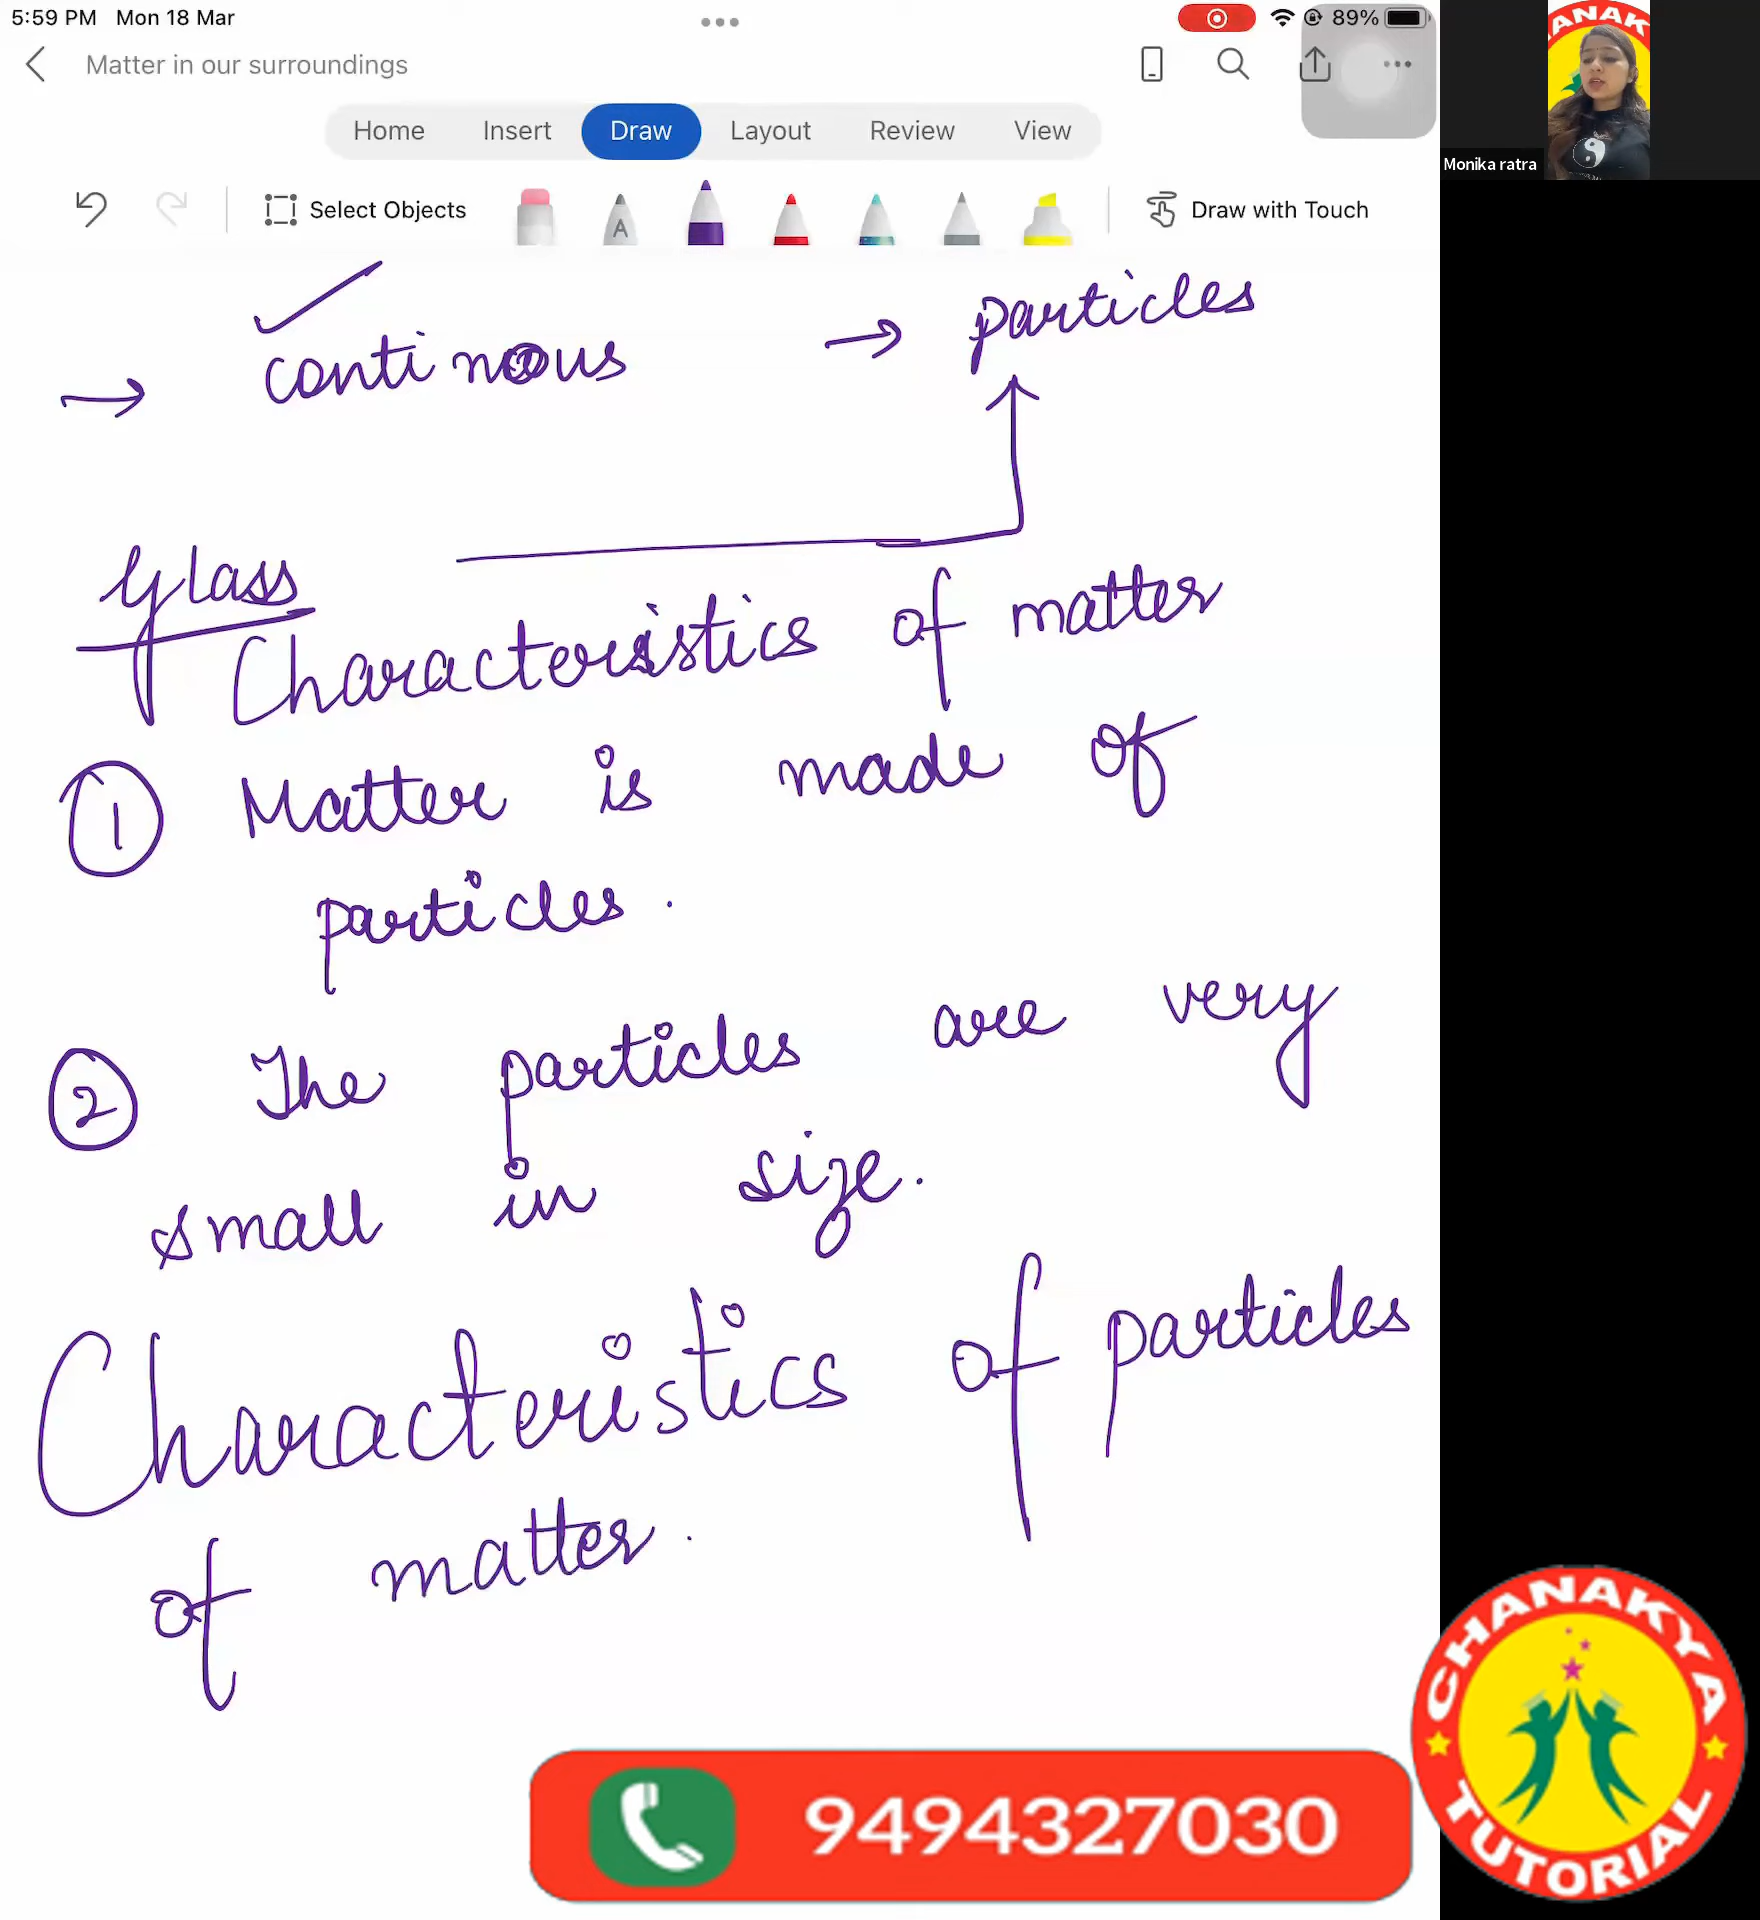 5:59 PM Mon 18 Mar
89%
Matter in our surroundings
Home Insert Draw Layout Review View
Select Objects
A
Draw with Touch
ANAK
Monika ratra
→ continous → particles
glass
Characteristics of matter
1 Matter is made of
particles.
2 The particles are very
small in size.
Characteristics of particles
of matter.
9494327030
CHANAKYA
TUTORIAL